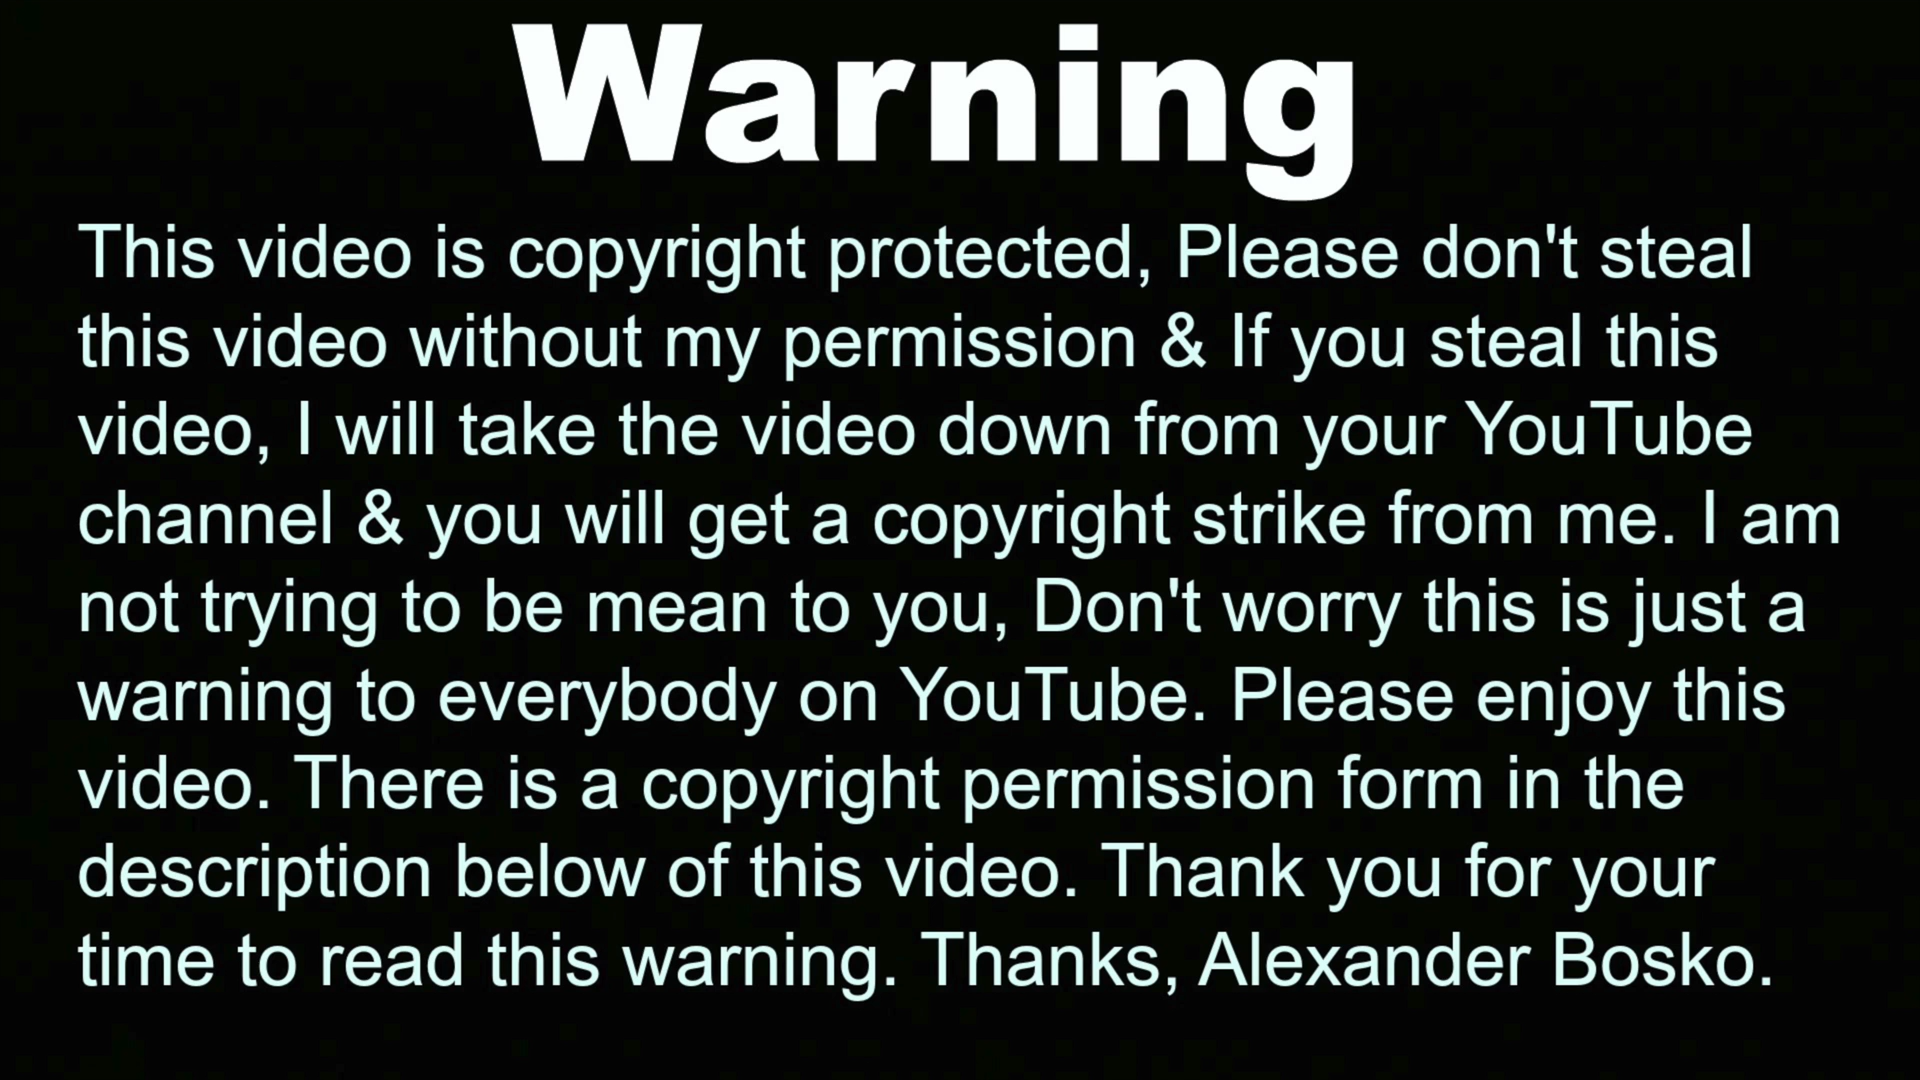 Warning
This video is copyright protected, Please don't steal
this video without my permission & If you steal this
video, I will take the video down from your YouTube
channel & you will get a copyright strike from me. I am
not trying to be mean to you, Don't worry this is just a
warning to everybody on YouTube. Please enjoy this
video. There is a copyright permission form in the
description below of this video. Thank you for your
time to read this warning. Thanks, Alexander Bosko.